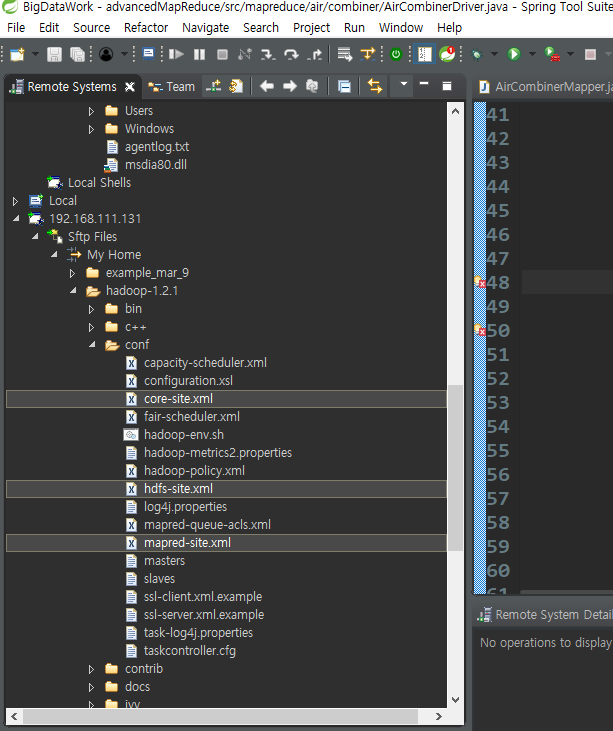 BigDataWork - advancedMapReduce/src/mapreduce/air/combiner/AirCombinerDriver.java - Spring Tool Suite
File Edit Source Refactor Navigate Search Project Run Window Help
Remote Systems
Team
Users
Windows
agentlog.txt
msdia80.dll
Local Shells
Local
192.168.111.131
Sftp Files
My Home
example_mar_9
hadoop-1.2.1
bin
c++
conf
capacity-scheduler.xml
configuration.xsl
core-site.xml
fair-scheduler.xml
hadoop-env.sh
hadoop-metrics2.properties
hadoop-policy.xml
hdfs-site.xml
log4j.properties
mapred-queue-acls.xml
mapred-site.xml
masters
slaves
ssl-client.xml.example
ssl-server.xml.example
task-log4j.properties
taskcontroller.cfg
contrib
docs
ivy
AirCombinerMapper.ja
41
42
43
44
45
46
47
48
49
50
51
52
53
54
55
56
57
58
59
60
61
Remote System Detai
No operations to display